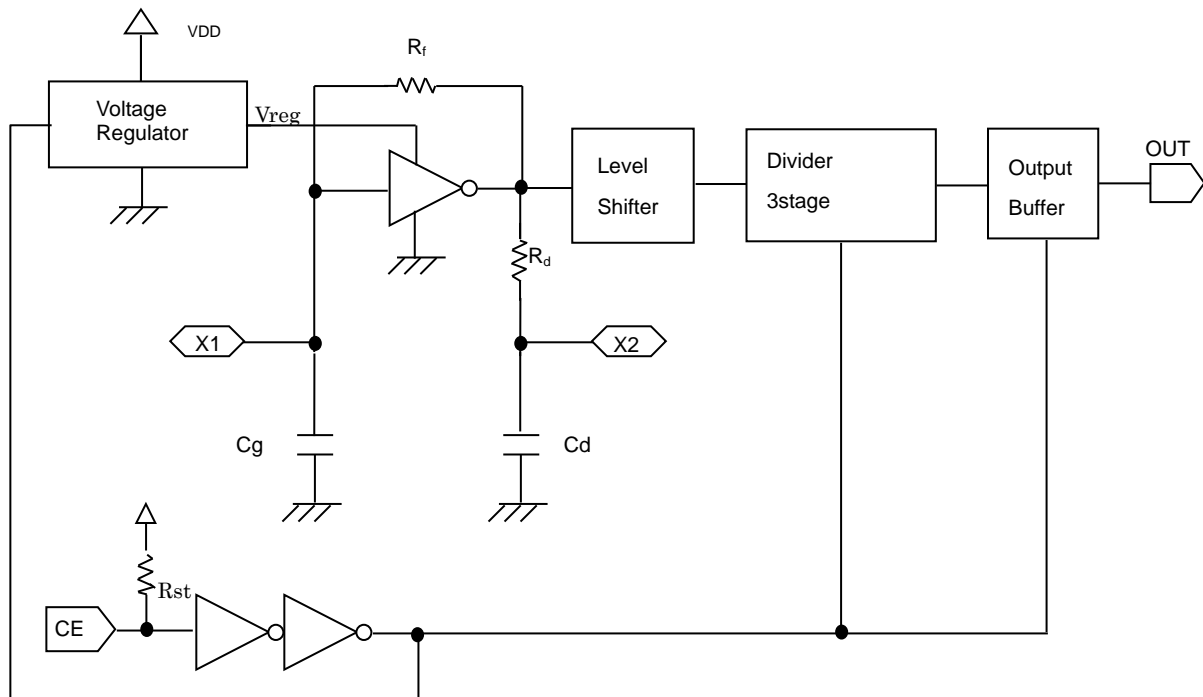 VDD
Rf
Voltage
Regulator
Vreg
Level
Shifter
Divider
3stage
Output
Buffer
OUT
Rd
X1
X2
Cg
Cd
Rst
CE